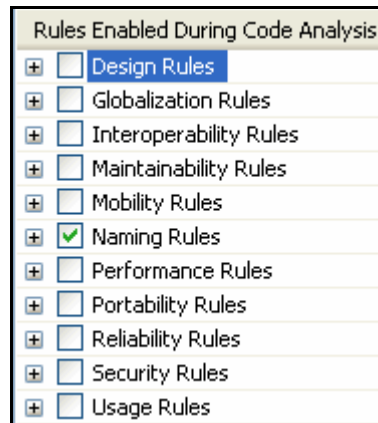 Rules Enabled During Code Analysis
Design Rules
Globalization Rules
Interoperability Rules
Maintainability Rules
Mobility Rules
Naming Rules
Performance Rules
Portability Rules
Reliability Rules
Security Rules
Usage Rules